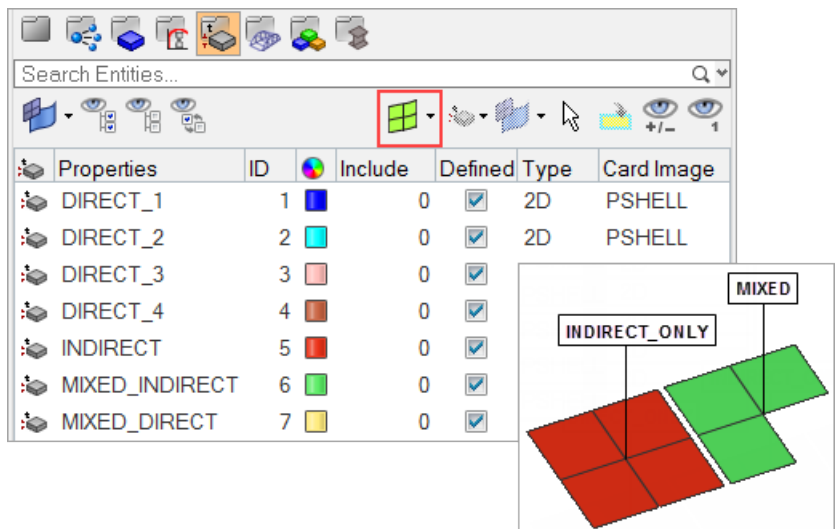 Search Entities...
+/- 1
Properties ID Include Defined Type Card Image
DIRECT_1 1 0 2D PSHELL
DIRECT_2 2 0 2D PSHELL
DIRECT_3 3 0
DIRECT_4 4 0
INDIRECT 5 0
MIXED_INDIRECT 6 0
MIXED_DIRECT 7 0
MIXED
INDIRECT_ONLY